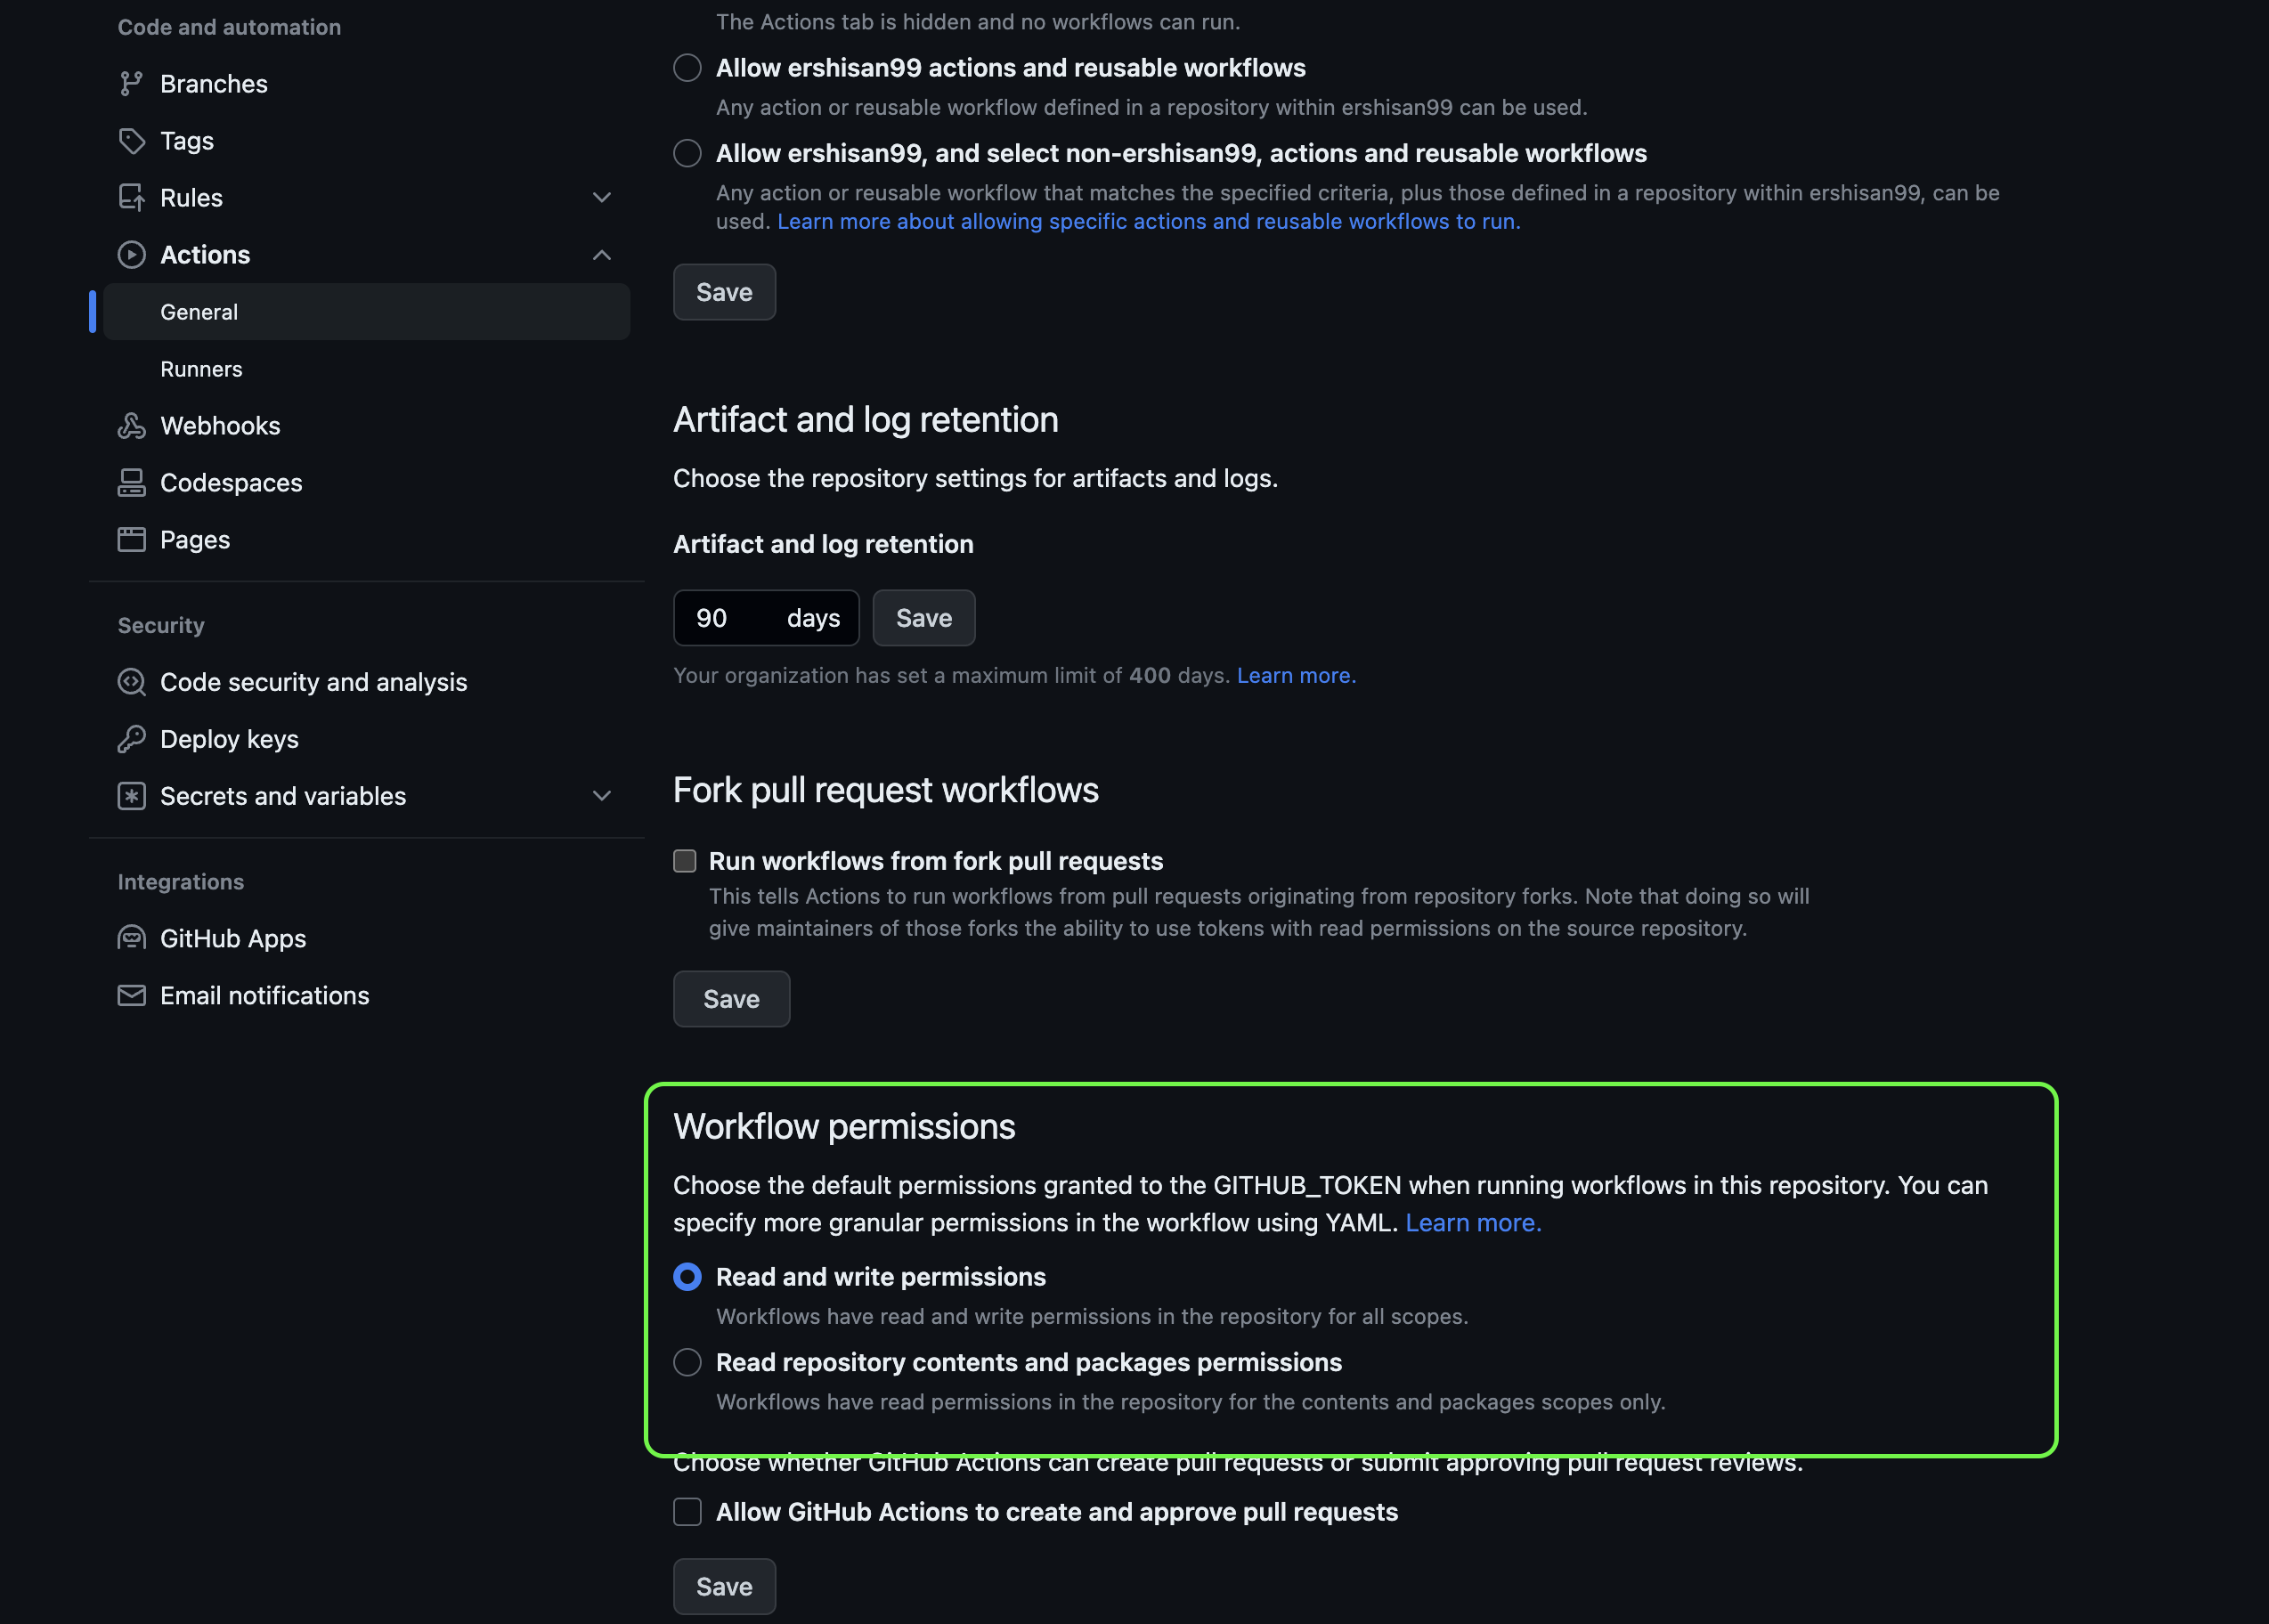 Code and automation
Branches
Tags
Rules
Actions
General
Runners
Webhooks
Codespaces
Pages
Security
Code security and analysis
Deploy keys
Secrets and variables
Integrations
GitHub Apps
Email notifications
The Actions tab is hidden and no workflows can run.
Allow ershisan99 actions and reusable workflows
Any action or reusable workflow defined in a repository within ershisan99 can be used.
Allow ershisan99, and select non-ershisan99, actions and reusable workflows
Any action or reusable workflow that matches the specified criteria, plus those defined in a repository within ershisan99, can be
used. Learn more about allowing specific actions and reusable workflows to run.
Save
Artifact and log retention
Choose the repository settings for artifacts and logs.
Artifact and log retention
90 days Save
Your organization has set a maximum limit of 400 days. Learn more.
Fork pull request workflows
Run workflows from fork pull requests
This tells Actions to run workflows from pull requests originating from repository forks. Note that doing so will
give maintainers of those forks the ability to use tokens with read permissions on the source repository.
Save
Workflow permissions
Choose the default permissions granted to the GITHUB_TOKEN when running workflows in this repository. You can
specify more granular permissions in the workflow using YAML. Learn more.
Read and write permissions
Workflows have read and write permissions in the repository for all scopes.
Read repository contents and packages permissions
Workflows have read permissions in the repository for the contents and packages scopes only.
Choose whether GitHub Actions can create pull requests or submit approving pull request reviews.
Allow GitHub Actions to create and approve pull requests
Save